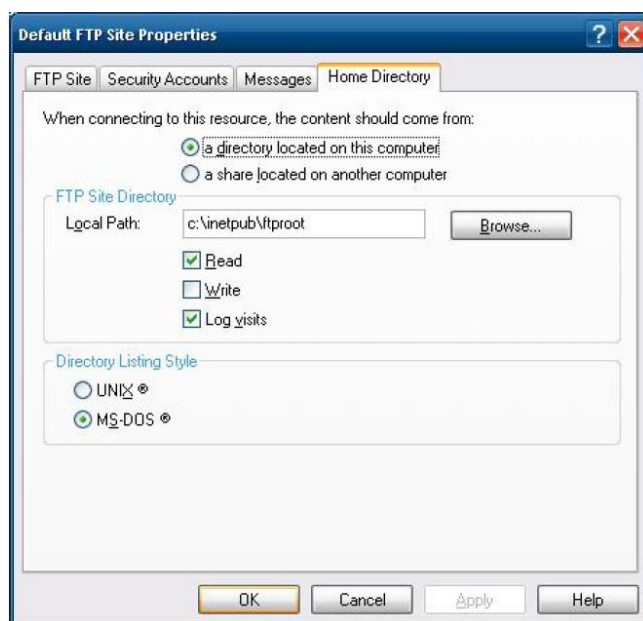 Default FTP Site Properties
FTP Site Security Accounts Messages Home Directory
When connecting to this resource, the content should come from:
a directory located on this computer
a share located on another computer
FTP Site Directory
Local Path: c:\inetpub\ftproot Browse...
Read
Write
Log visits
Directory Listing Style
UNIX ®
MS-DOS ®
OK Cancel Apply Help